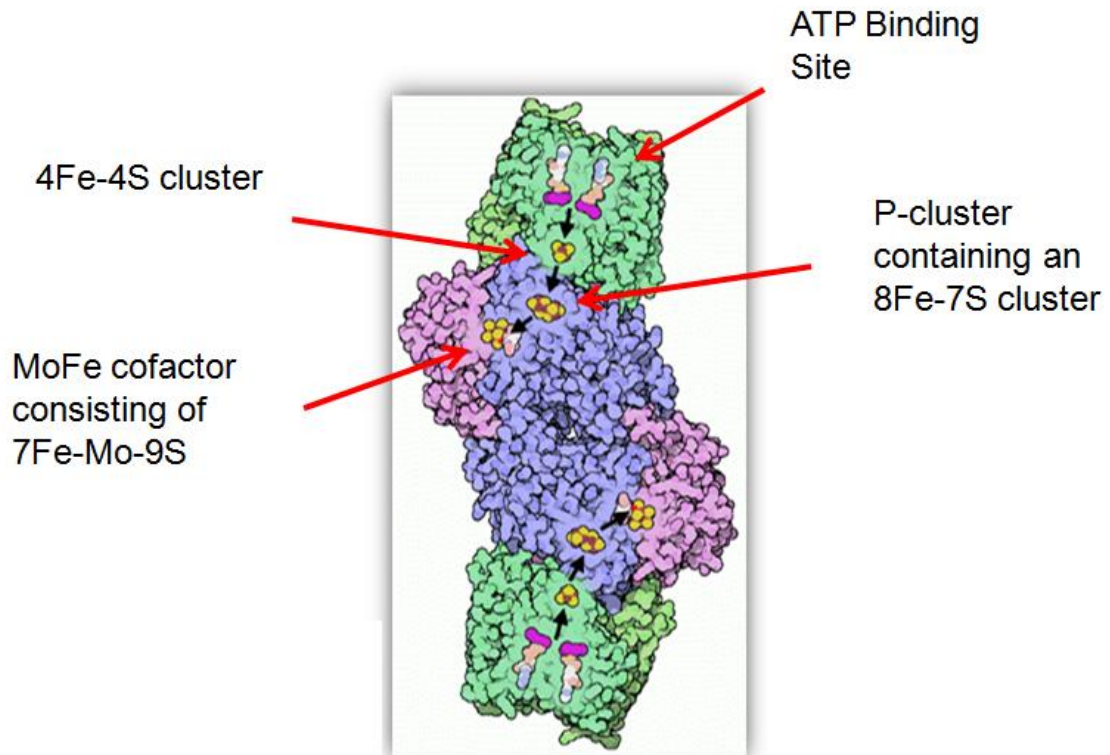 ATP Binding
Site
4Fe-4S cluster
P-cluster
containing an
8Fe-7S cluster
MoFe cofactor
consisting of
7Fe-Mo-9S